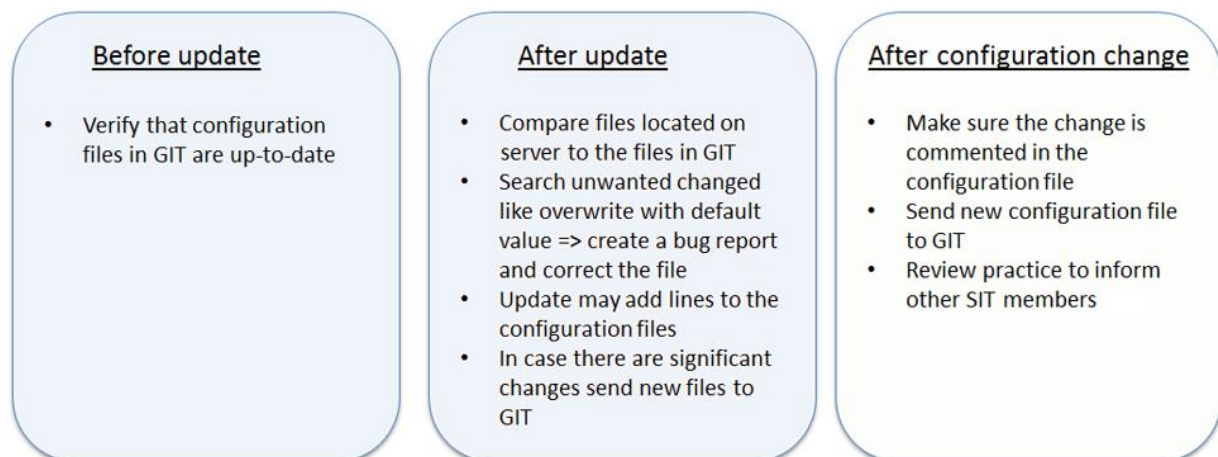 Before update
• Verify that configuration
files in GIT are up-to-date
After update
• Compare files located on
server to the files in GIT
• Search unwanted changed
like overwrite with default
value => create a bug report
and correct the file
• Update may add lines to the
configuration files
• In case there are significant
changes send new files to
GIT
After configuration change
• Make sure the change is
commented in the
configuration file
• Send new configuration file
to GIT
• Review practice to inform
other SIT members